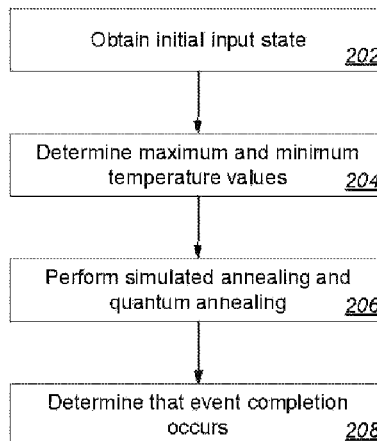 Obtain initial input state
202
Determine maximum and minimum
temperature values 204
Perform simulated annealing and
quantum annealing 206
Determine that event completion
occurs 208